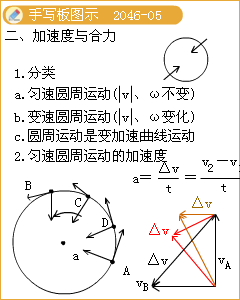 手写板图示 2046-05
二、加速度与合力
1.分类
a.匀速圆周运动(|v|、ω不变)
b.变速圆周运动(|v|、ω变化)
c.圆周运动是变加速曲线运动
2.匀速圆周运动的加速度
a=Δv/t=v₂-v
t
B
C
D
A
a
Δv
Δv
Δv
v_A
v_B